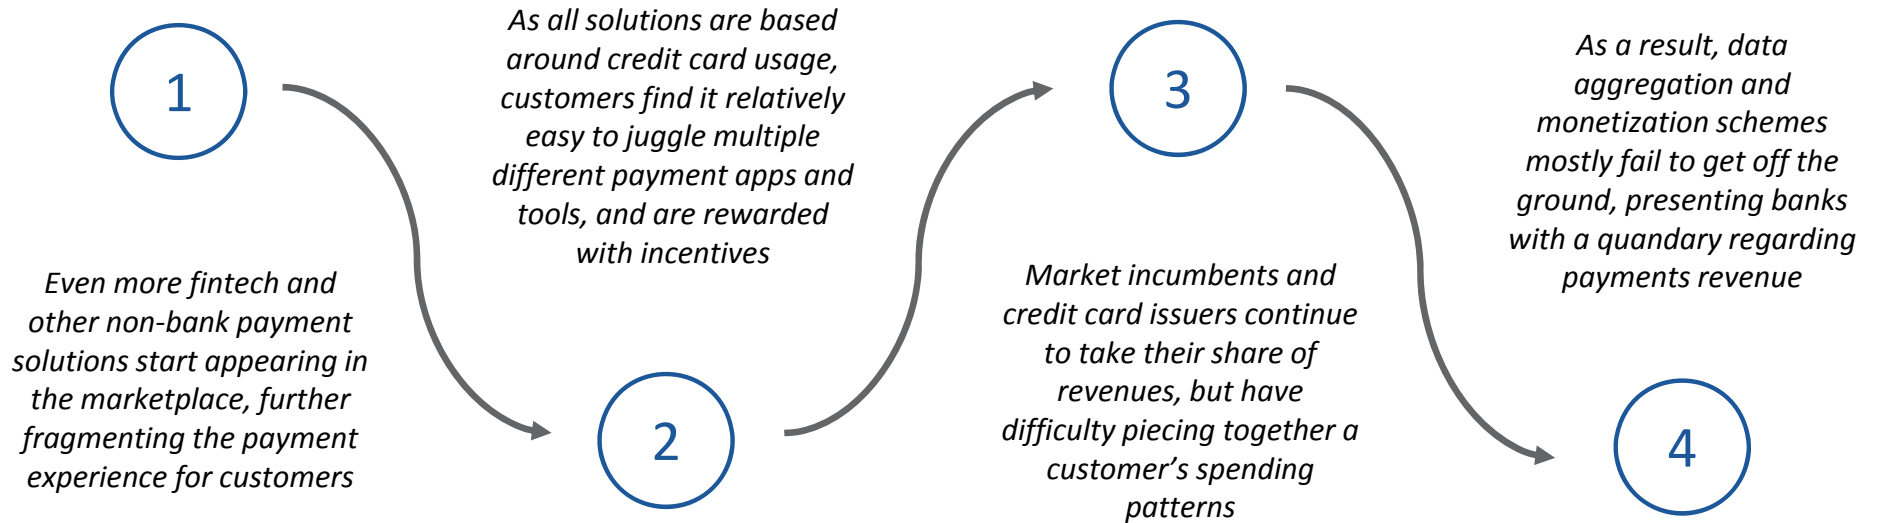 1
Even more fintech and
other non-bank payment
solutions start appearing in
the marketplace, further
fragmenting the payment
experience for customers
As all solutions are based
around credit card usage,
customers find it relatively
easy to juggle multiple
different payment apps and
tools, and are rewarded
with incentives
2
3
Market incumbents and
credit card issuers continue
to take their share of
revenues, but have
difficulty piecing together a
customer’s spending
patterns
As a result, data
aggregation and
monetization schemes
mostly fail to get off the
ground, presenting banks
with a quandary regarding
payments revenue
4